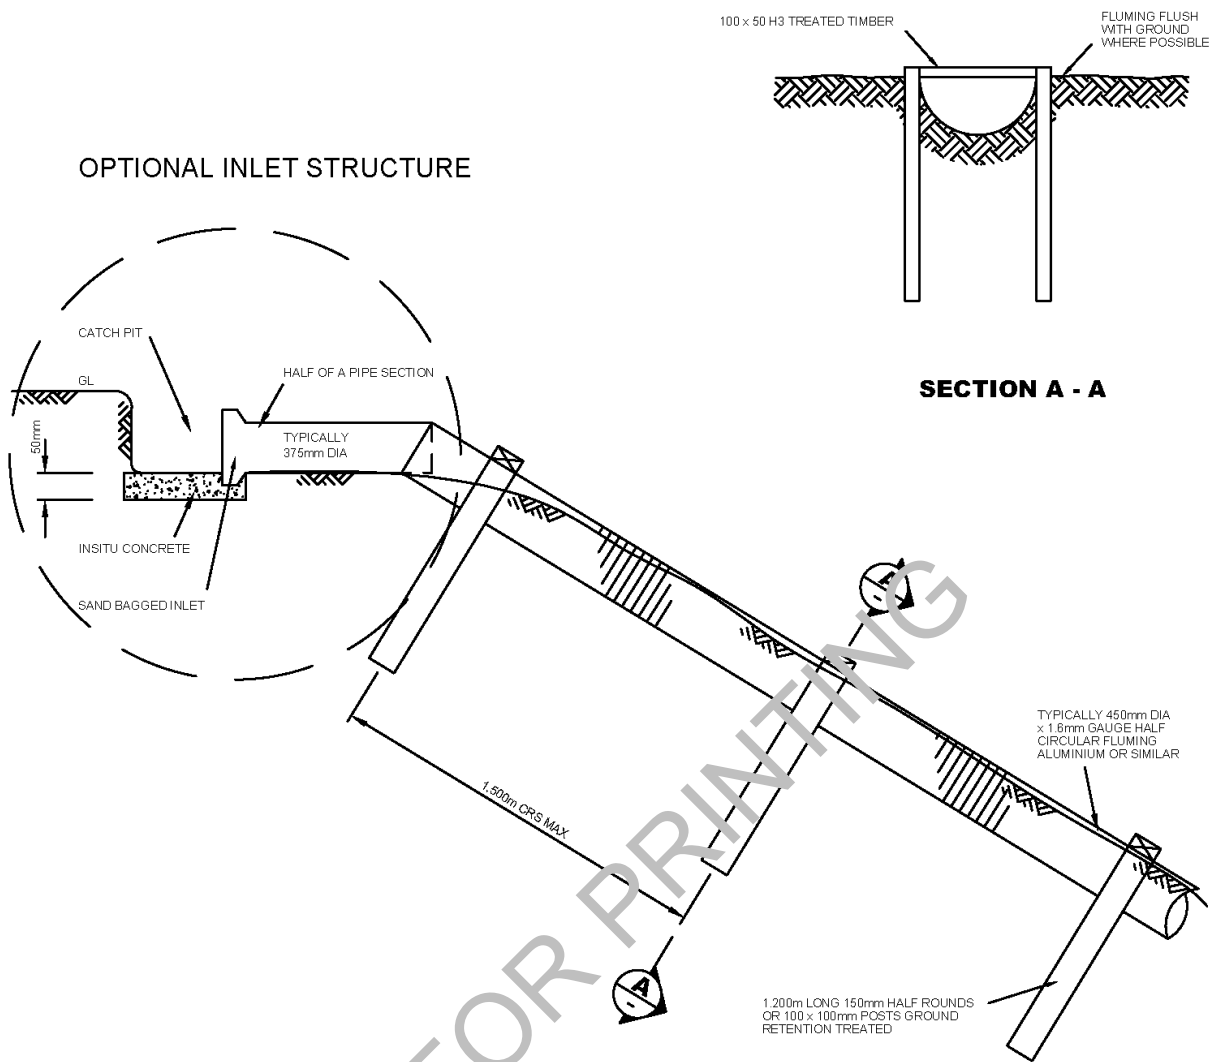 100 x 50 H3 TREATED TIMBER
FLUMING FLUSH
WITH GROUND
WHERE POSSIBLE
OPTIONAL INLET STRUCTURE
SECTION A - A
CATCH PIT
GL
HALF OF A PIPE SECTION
50mm
TYPICALLY
375mm DIA
INSITU CONCRETE
SAND BAGGED INLET
A
-
1.500m CRS MAX
TYPICALLY 450mm DIA
x 1.6mm GAUGE HALF
CIRCULAR FLUMING
ALUMINIUM OR SIMILAR
A
-
1.200m LONG 150mm HALF ROUNDS
OR 100 x 100mm POSTS GROUND
RETENTION TREATED
FOR PRINTING